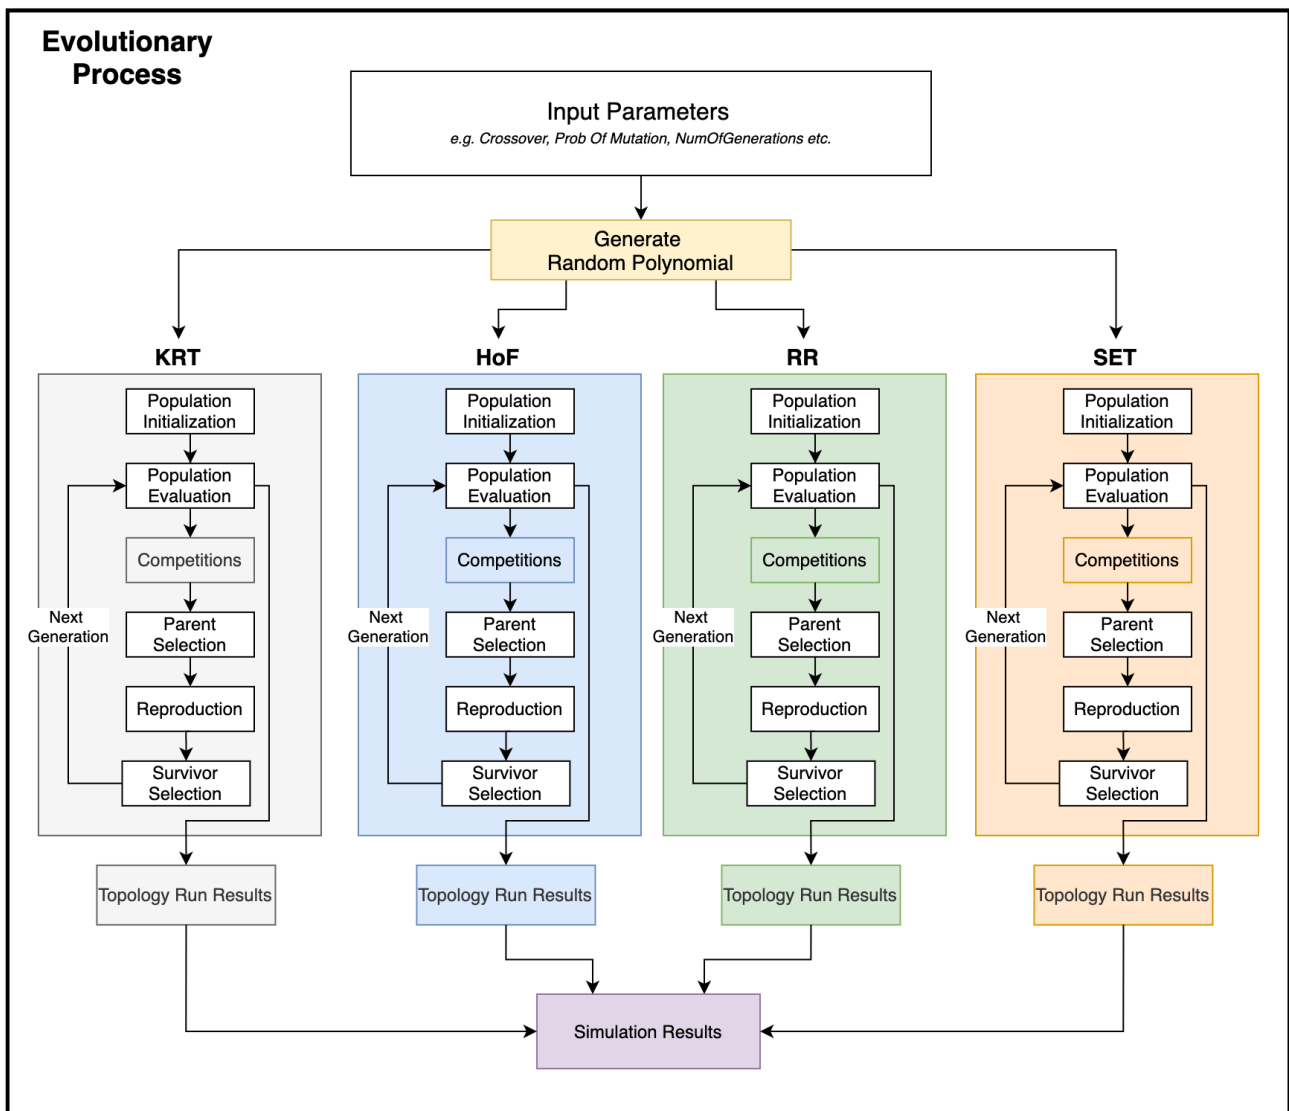 Evolutionary
Process
Input Parameters
e.g. Crossover, Prob Of Mutation, NumOfGenerations etc.
Generate
Random Polynomial
KRT
Population
Initialization
Population
Evaluation
Competitions
Parent
Selection
Next
Generation
Reproduction
Survivor
Selection
Topology Run Results
HoF
Population
Initialization
Population
Evaluation
Competitions
Parent
Selection
Next
Generation
Reproduction
Survivor
Selection
Topology Run Results
RR
Population
Initialization
Population
Evaluation
Competitions
Parent
Selection
Next
Generation
Reproduction
Survivor
Selection
Topology Run Results
SET
Population
Initialization
Population
Evaluation
Competitions
Parent
Selection
Next
Generation
Reproduction
Survivor
Selection
Topology Run Results
Simulation Results